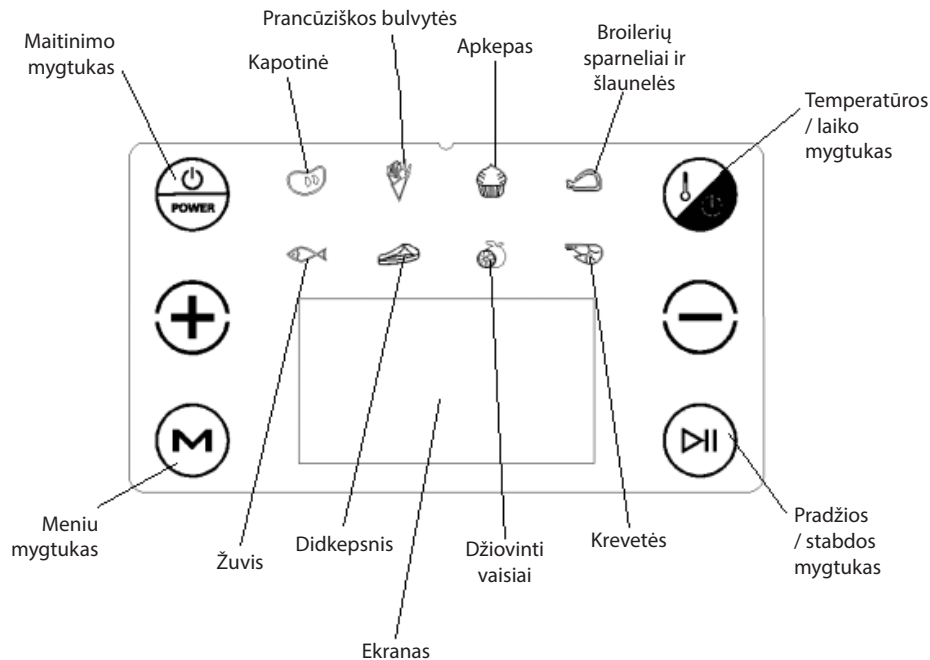 Prancūziškos bulvytės
Maitinimo
mygtukas
Kapotinė
Apkepas
Broilerių
sparneliai ir
šlaunelės
Temperatūros
/ laiko
mygtukas
POWER
M
Meniu
mygtukas
Žuvis
Didkepsnis
Džiovinti
vaisiai
Krevetės
Pradžios
/ stabdos
mygtukas
Ekranas